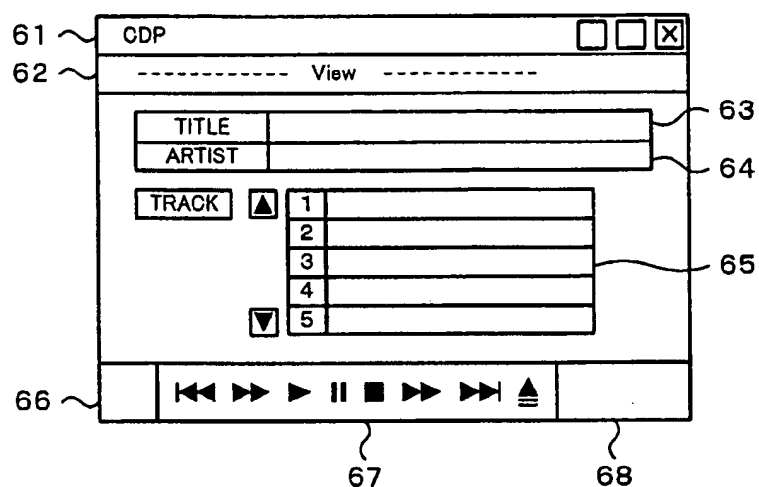 61 CDP X
62 ------------ View ------------
TITLE 63
ARTIST 64
TRACK ▲ 1
2
3 65
4
▼ 5
66
67 68